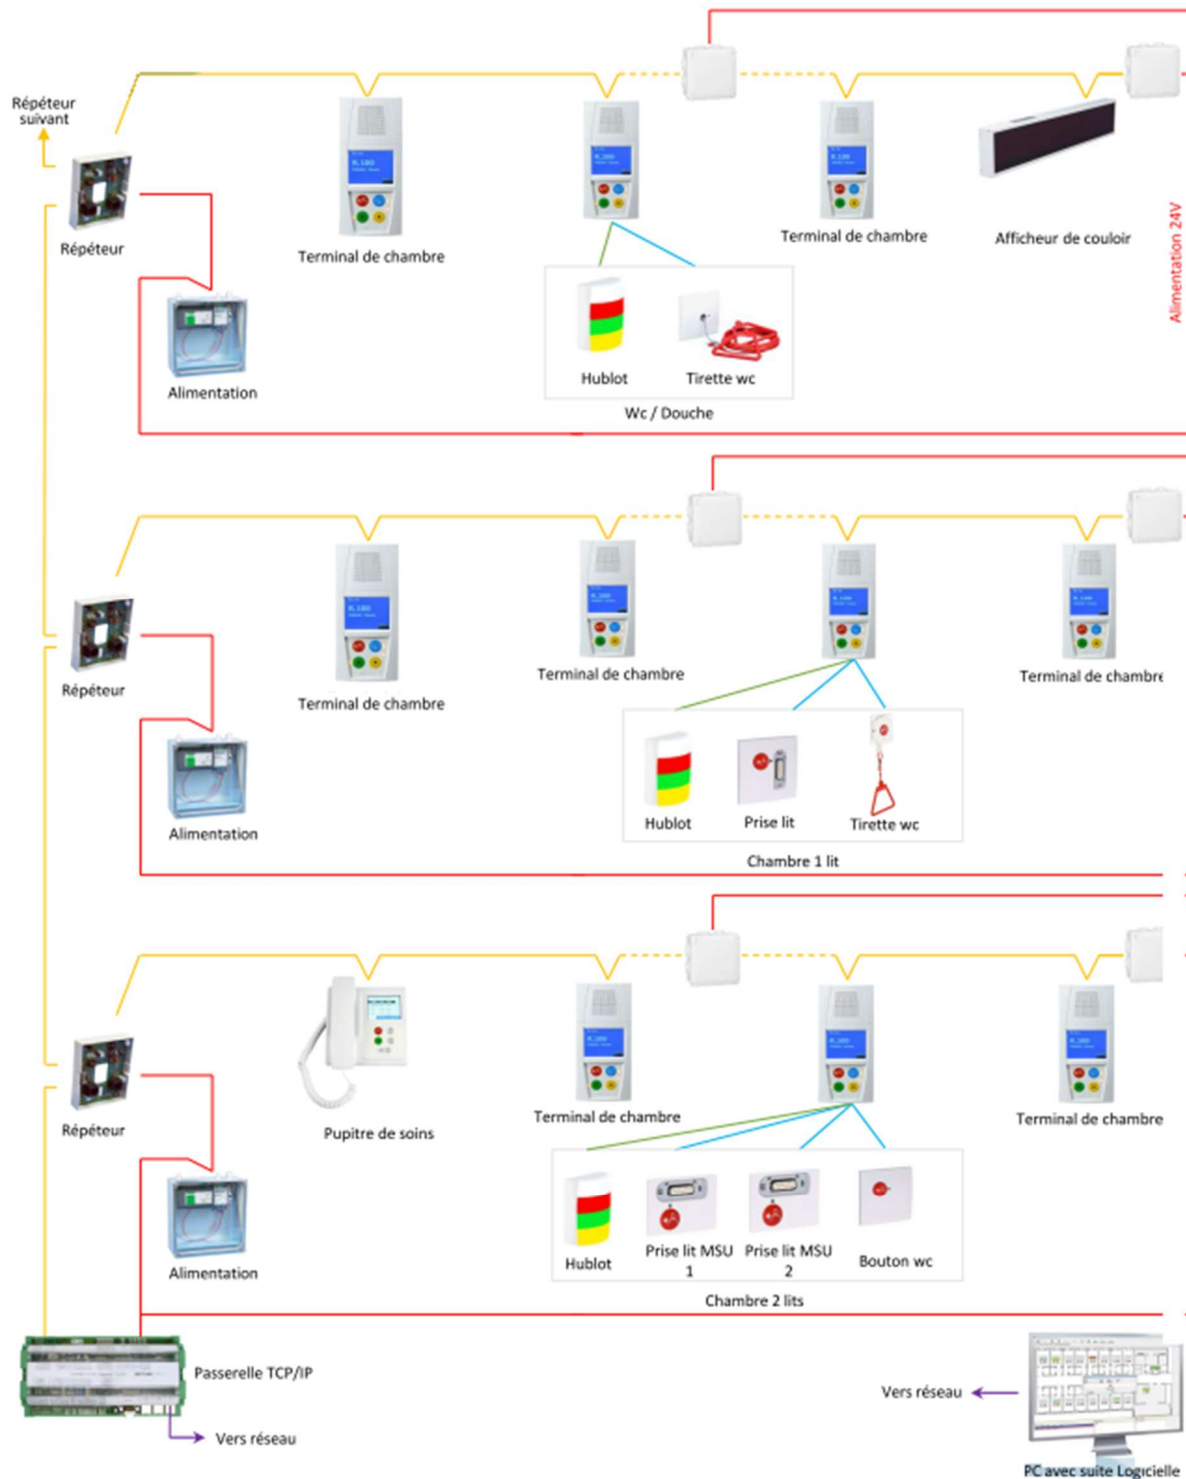 Répéteur
suivant
Répéteur
Terminal de chambre
Terminal de chambre
Afficheur de couloir
Alimentation 24V
Alimentation
Hublot
Tirette wc
Wc / Douche
Répéteur
Terminal de chambre
Terminal de chambre
Terminal de chambre
Alimentation
Hublot
Prise lit
Tirette wc
Chambre 1 lit
Répéteur
Pupitre de soins
Terminal de chambre
Terminal de chambre
Alimentation
Hublot
Prise lit MSU
1
Prise lit MSU
2
Bouton wc
Chambre 2 lits
Passerelle TCP/IP
Vers réseau
Vers réseau
PC avec suite Logicielle